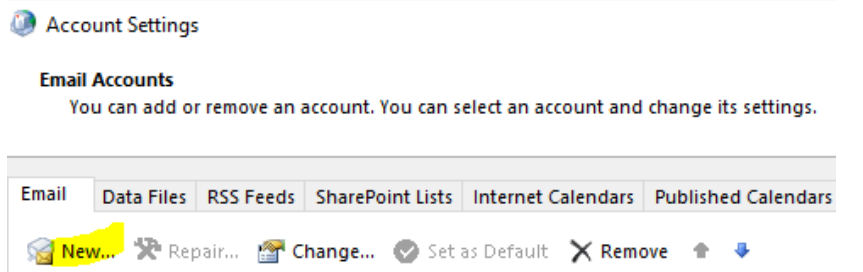 Account Settings
Email Accounts
You can add or remove an account. You can select an account and change its settings.
Email Data Files RSS Feeds SharePoint Lists Internet Calendars Published Calendars
New... Repair... Change... Set as Default Remove